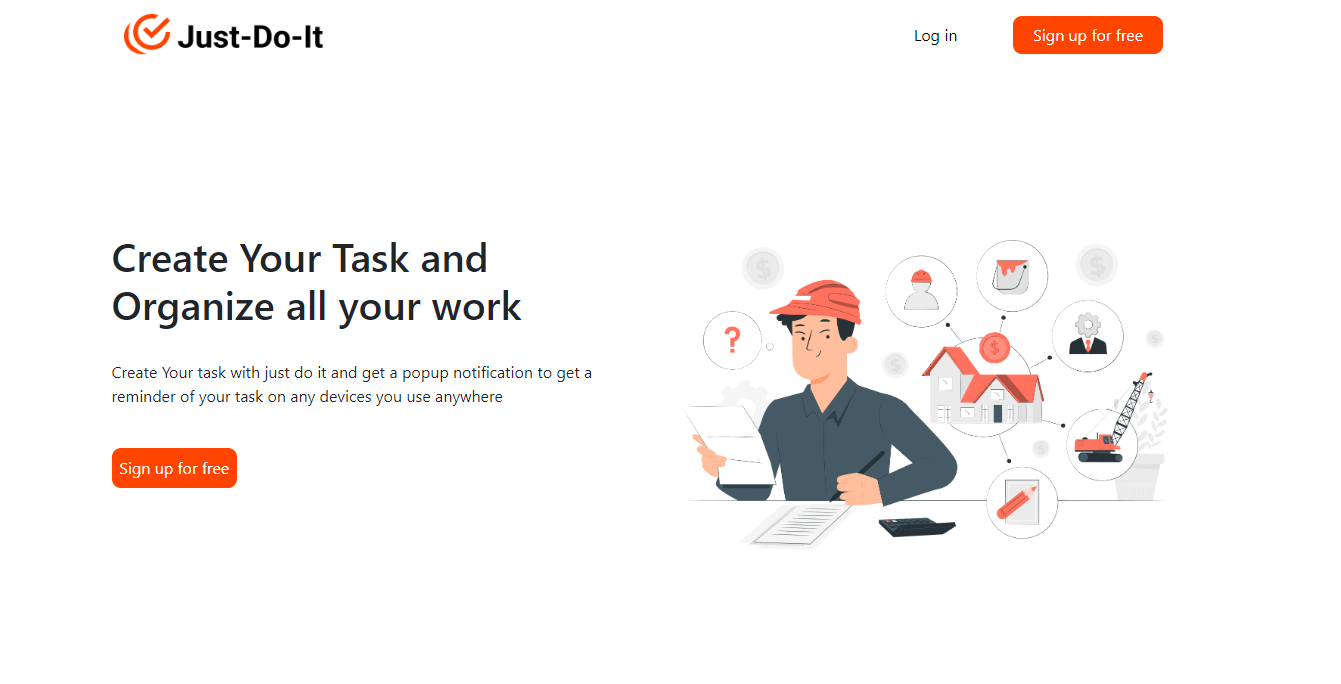 Just-Do-It
Log in
Sign up for free
Create Your Task and
Organize all your work
Create Your task with just do it and get a popup notification to get a
reminder of your task on any devices you use anywhere
Sign up for free
?
$
$
$
$
$
$